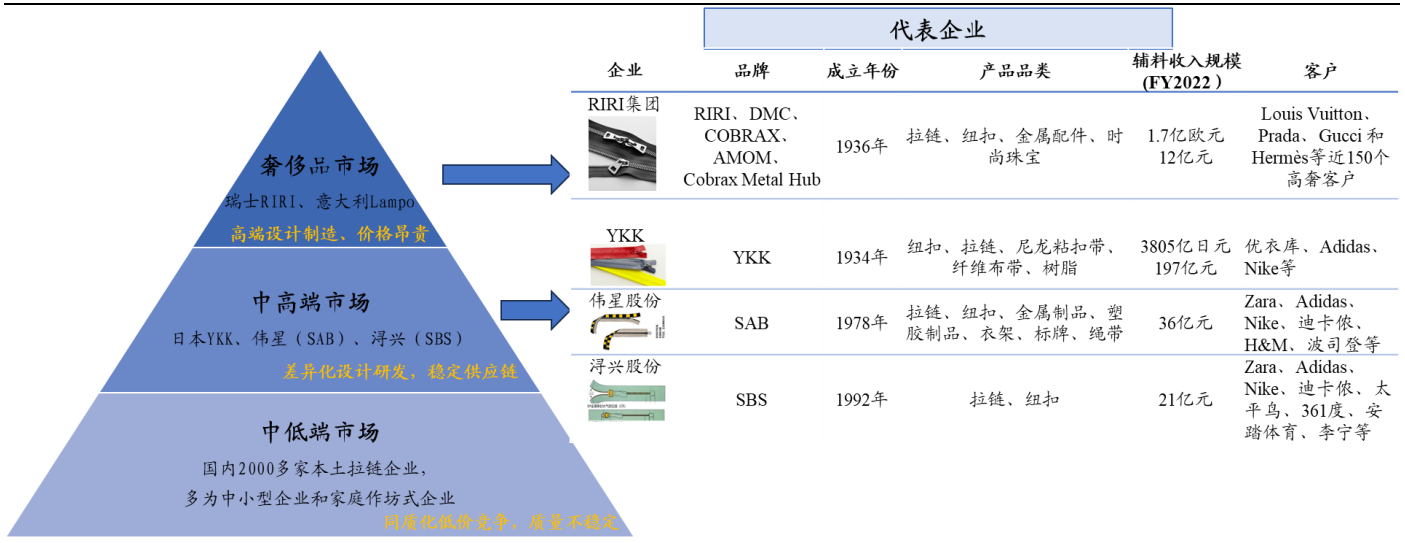 奢侈品市场
瑞士RIRI、意大利Lampo
高端设计制造、价格昂贵
中高端市场
日本YKK、伟星（SAB）、浔兴（SBS）
差异化设计研发，稳定供应链
中低端市场
国内2000多家本土拉链企业，
多为中小型企业和家庭作坊式企业
同质化低价竞争，质量不稳定
代表企业
企业 品牌 成立年份 产品品类 辅料收入规模 客户
(FY2022）
RIRI集团
RIRI、DMC、
COBRAX、
AMOM、
Cobrax Metal Hub
1936年
拉链、纽扣、金属配件、时
尚珠宝
1.7亿欧元
12亿元
Louis Vuitton、
Prada、Gucci 和
Hermès等近150个
高奢客户
YKK
YKK
1934年
纽扣、拉链、尼龙粘扣带、
纤维布带、树脂
3805亿日元
197亿元
优衣库、Adidas、
Nike等
伟星股份
SAB
1978年
拉链、纽扣、金属制品、塑
胶制品、衣架、标牌、绳带
36亿元
Zara、Adidas、
Nike、迪卡侬、
H&M、波司登等
浔兴股份
SBS
1992年
拉链、纽扣
21亿元
Zara、Adidas、
Nike、迪卡侬、太
平鸟、361度、安
踏体育、李宁等